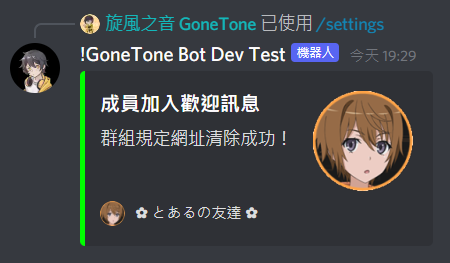 旋風之音 GoneTone 已使用 /settings
!GoneTone Bot Dev Test 機器人 今天 19:29
成員加入歡迎訊息
群組規定網址清除成功！
✿ とあるの友達 ✿